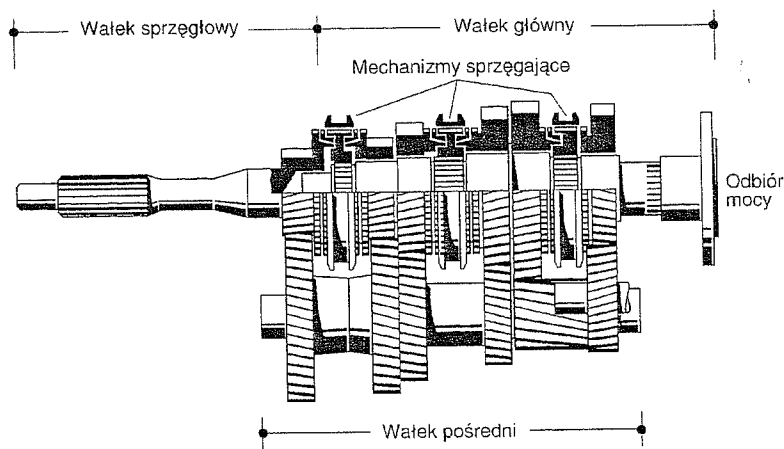 Wałek sprzęgłowy
Wałek główny
Mechanizmy sprzęgające
Odbiór
mocy
Wałek pośredni